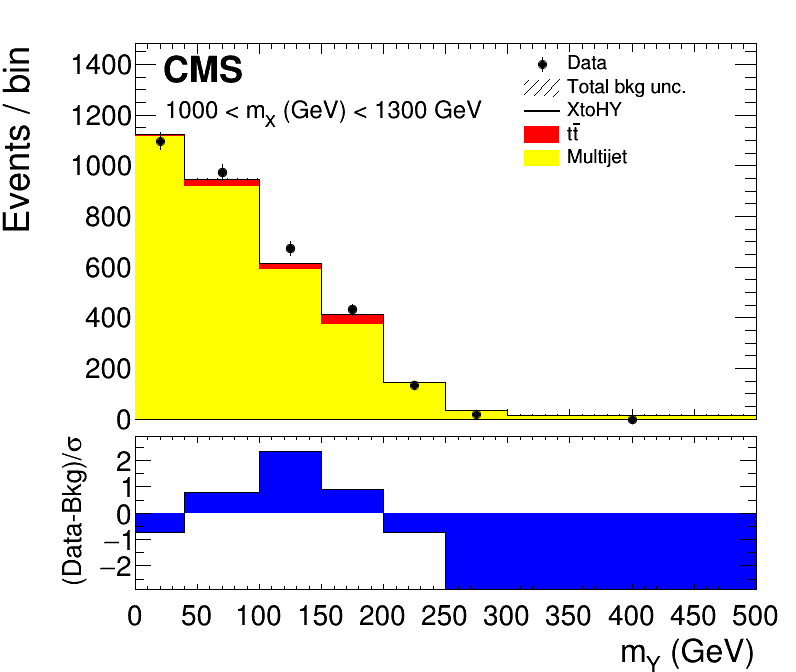 Events / bin
1400
1200
1000
800
600
400
200
0
CMS
1000 < m_X (GeV) < 1300 GeV
Data
Total bkg unc.
XtoHY
tt̄
Multijet
(Data-Bkg)/σ
2
1
0
−1
−2
0 50 100 150 200 250 300 350 400 450 500
m_Y (GeV)